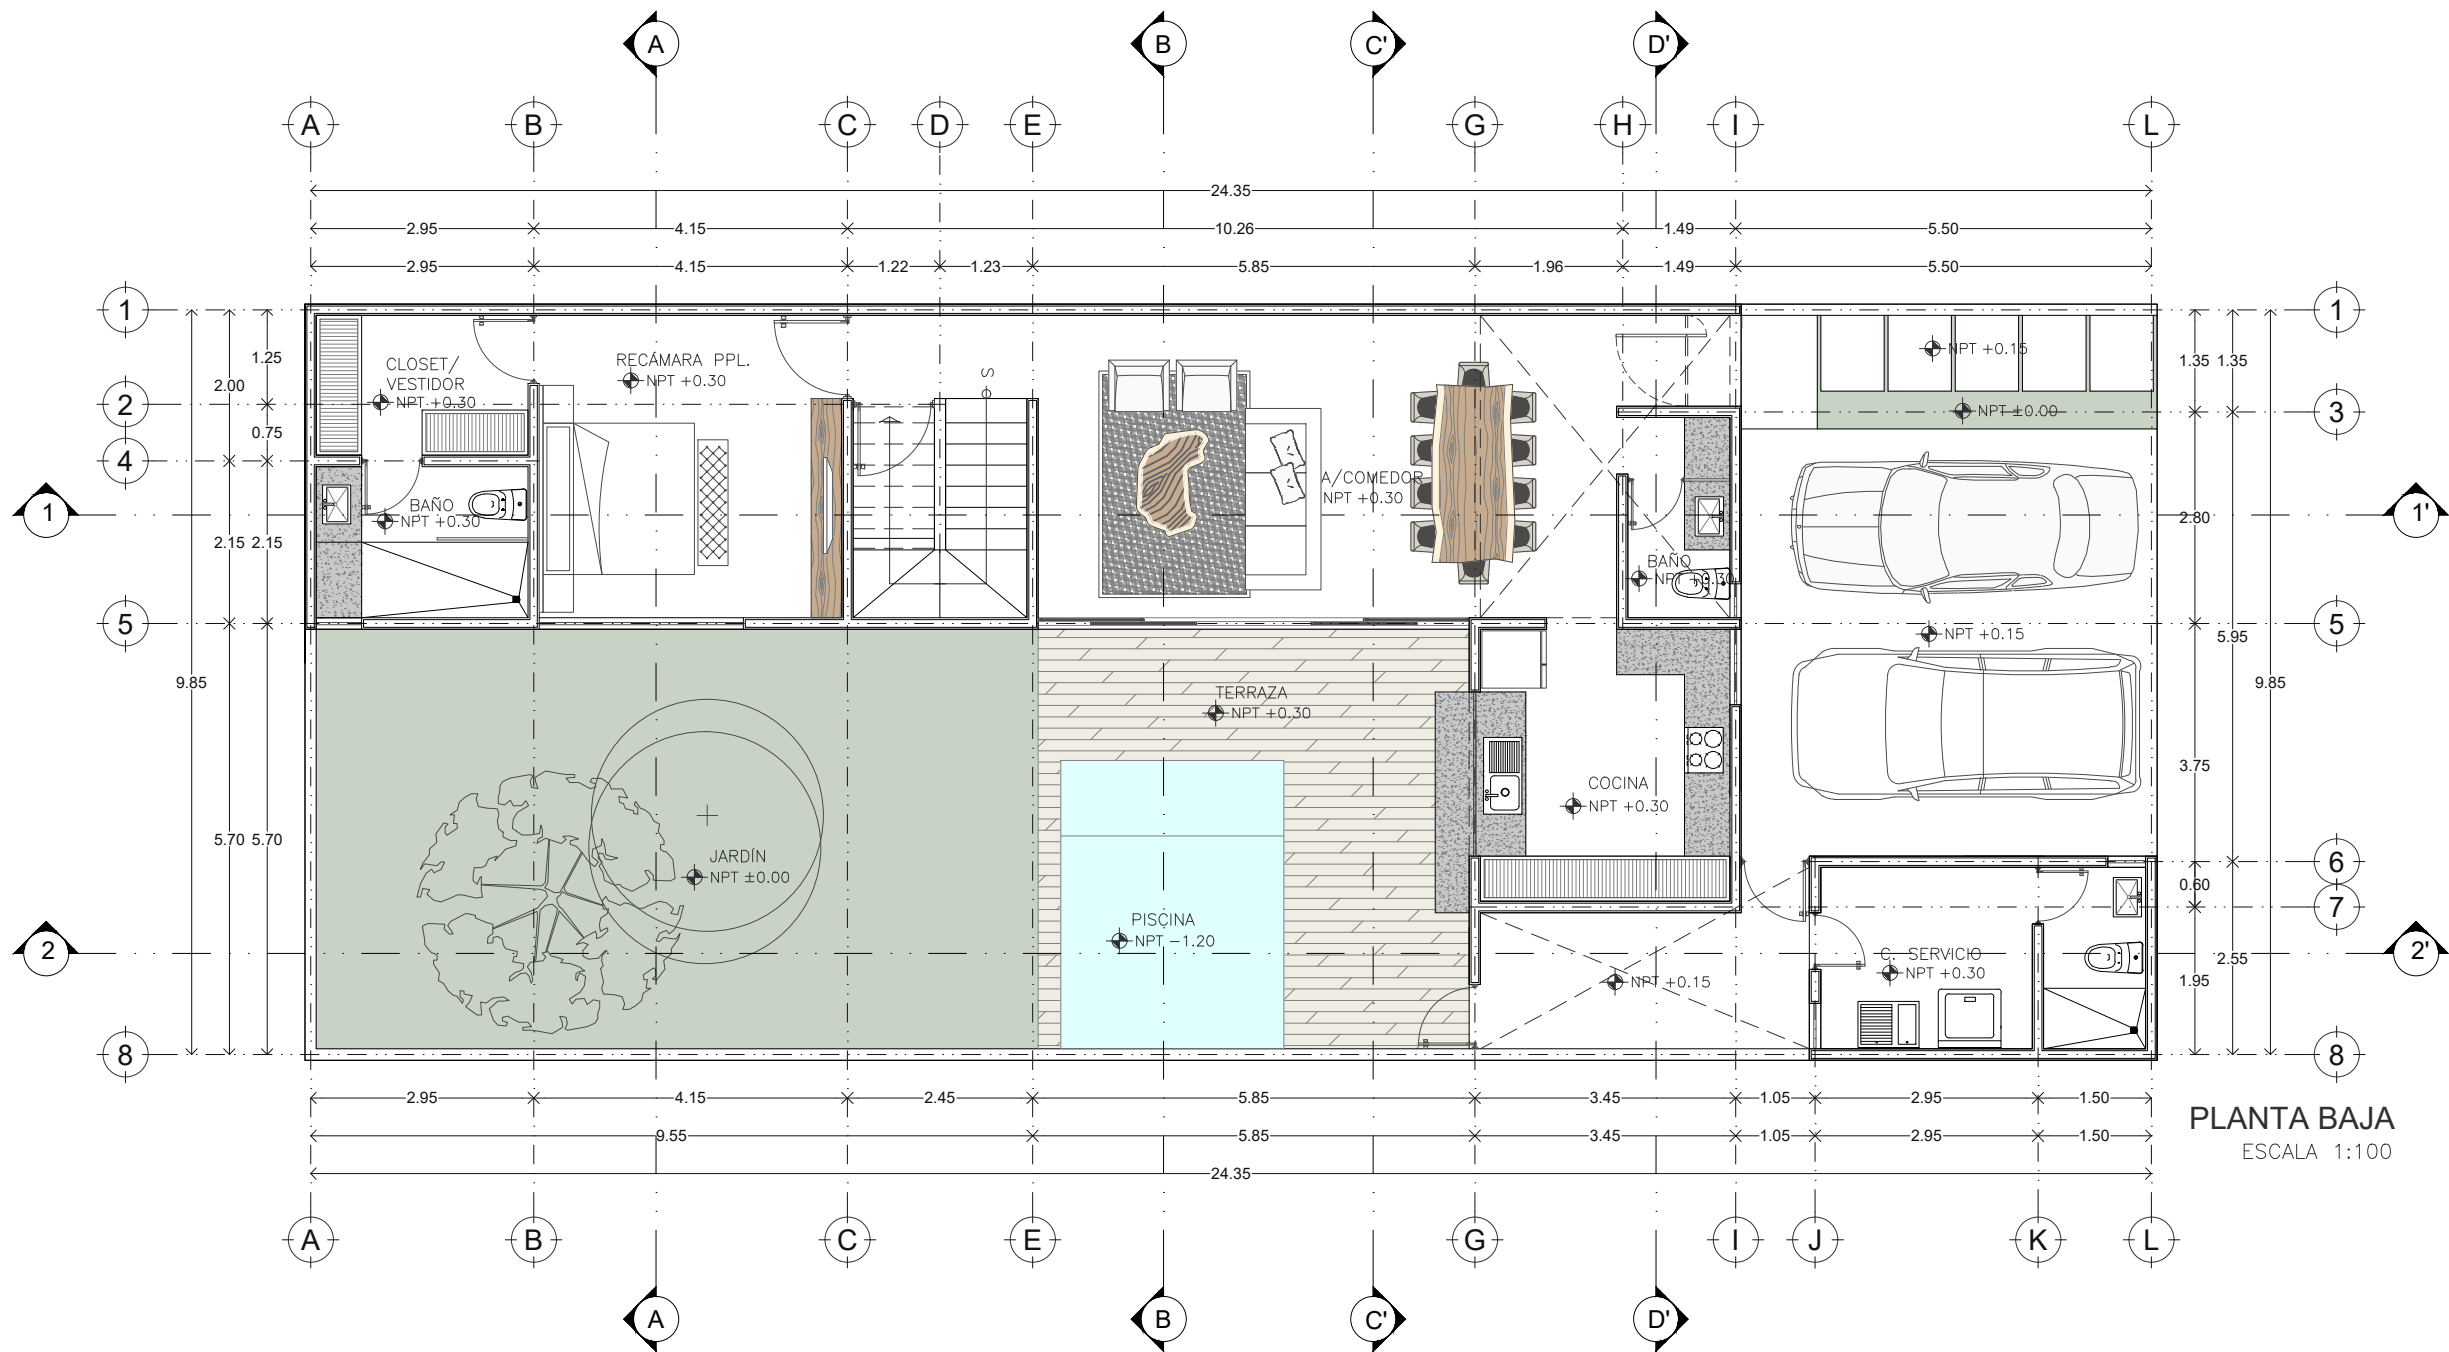 A B C' D'
A B C D E G H I L
24.35
2.95 4.15 10.26 1.49 5.50
2.95 4.15 1.22 1.23 5.85 1.96 1.49 5.50
1 1
2 3
4
5 5
6
7
8 8
1 1'
2 2'
9.85
2.00 5.70
2.15
1.25
0.75
2.15
5.70
1.35 1.35
2.80
5.95
9.85
3.75
0.60
2.55
1.95
CLOSET/
VESTIDOR
NPT +0.30
RECÁMARA PPL.
NPT +0.30
S
BAÑO
NPT +0.30
A/COMEDOR
NPT +0.30
BAÑO
NPT +0.30
NPT +0.15
NPT ±0.00
NPT +0.15
TERRAZA
NPT +0.30
COCINA
NPT +0.30
JARDÍN
NPT ±0.00
PISCINA
NPT -1.20
NPT +0.15
C. SERVICIO
NPT +0.30
2.95 4.15 2.45 5.85 3.45 1.05 2.95 1.50
9.55 5.85 3.45 1.05 2.95 1.50
24.35
PLANTA BAJA
ESCALA 1:100
A B C E G I J K L
A B C' D'